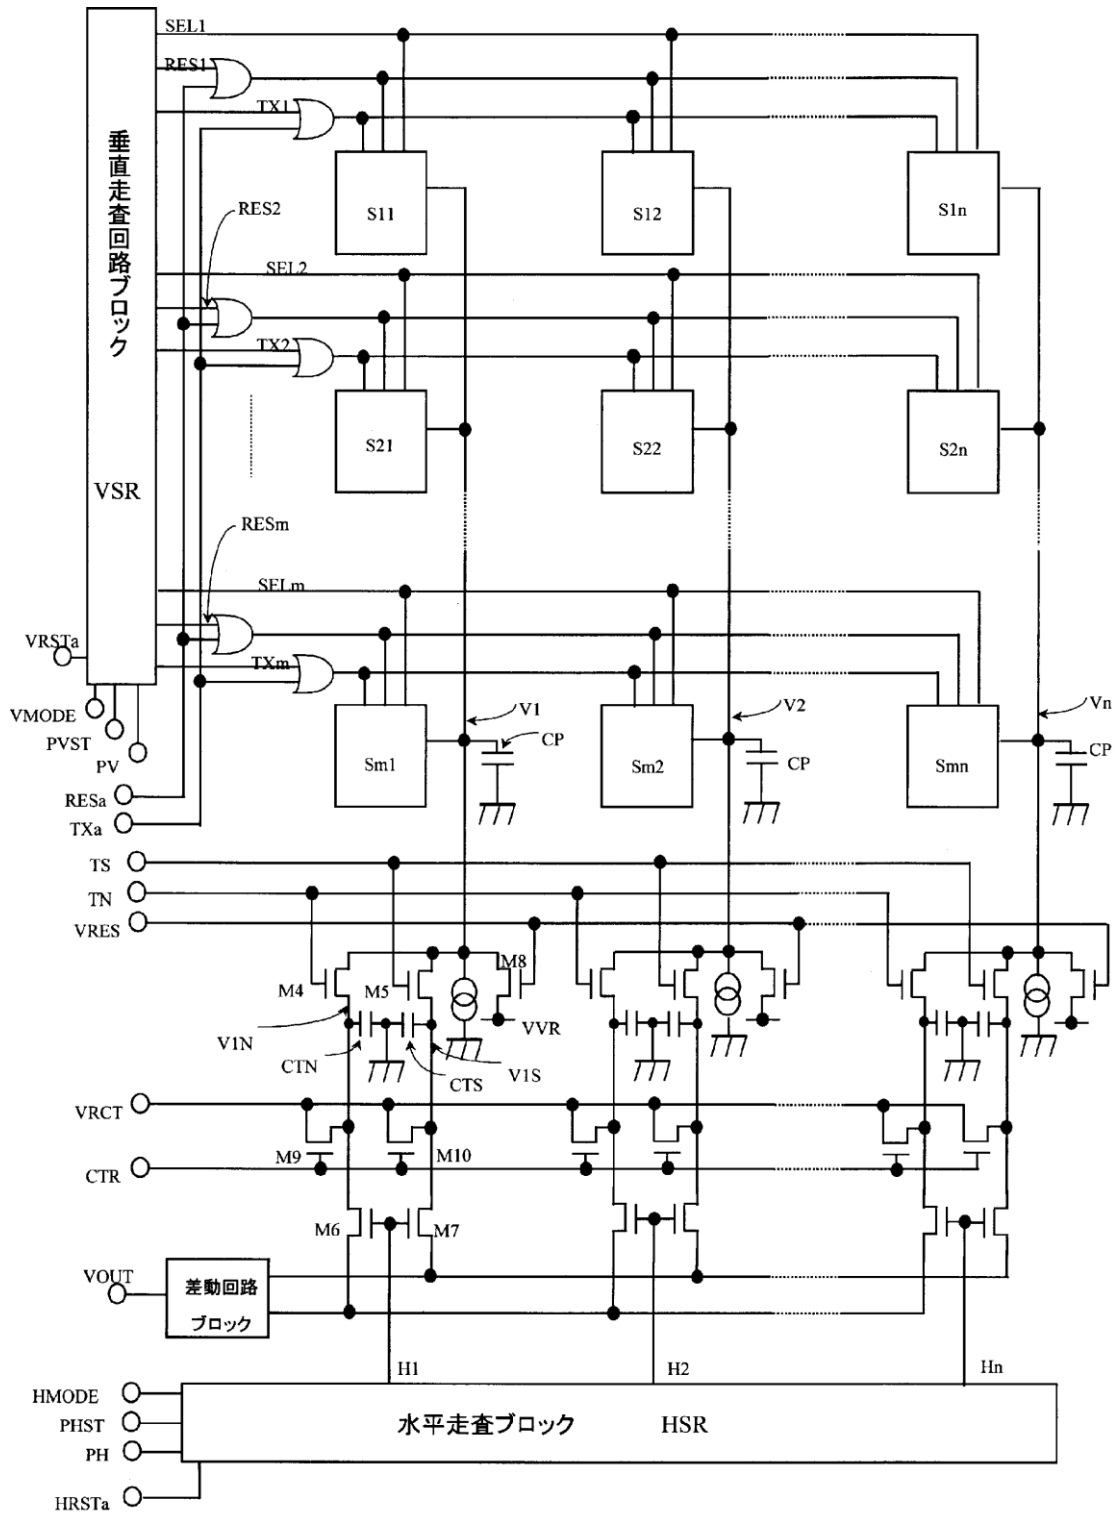 SEL1
RES1
TX1
垂直走査回路ブロック
VSR
S11
S12
S1n
RES2
SEL2
TX2
S21
S22
S2n
RESm
SELm
VRSTa
TXm
VMODE
PVST
PV
V1
V2
Vn
CP
CP
CP
Sm1
Sm2
Smn
RESa
TXa
TS
TN
VRES
M4
M5
M8
V1N
CTN
CTS
V1S
VVR
VRCT
M9
M10
CTR
M6
M7
VOUT
差動回路
ブロック
H1
H2
Hn
HMODE
PHST
PH
HRSTa
水平走査ブロック HSR